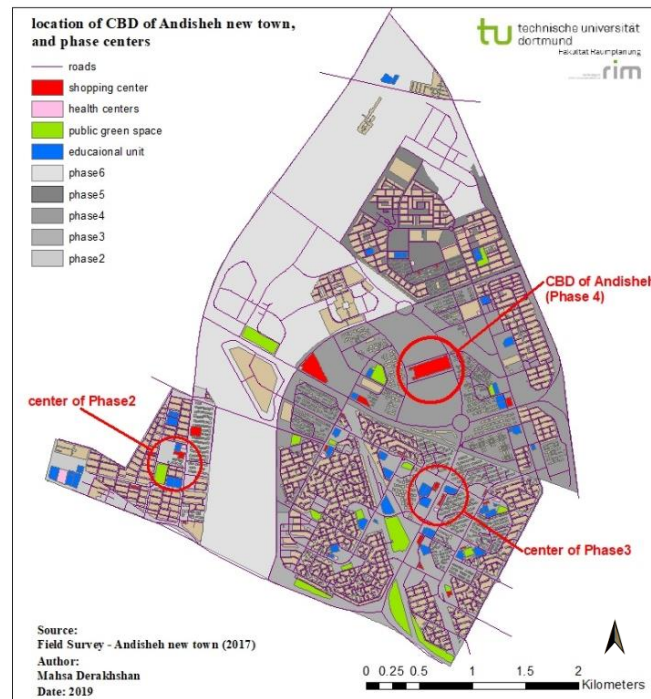 location of CBD of Andisheh new town,
and phase centers
roads
shopping center
health centers
public green space
educaional unit
phase6
phase5
phase4
phase3
phase2
tu technische universität
dortmund
Fakultät Raumplanung
rim
CBD of Andisheh
(Phase 4)
center of Phase2
center of Phase3
Source:
Field Survey - Andisheh new town (2017)
Author:
Mahsa Derakhshan
Date: 2019
0 0.25 0.5 1 1.5 2
Kilometers